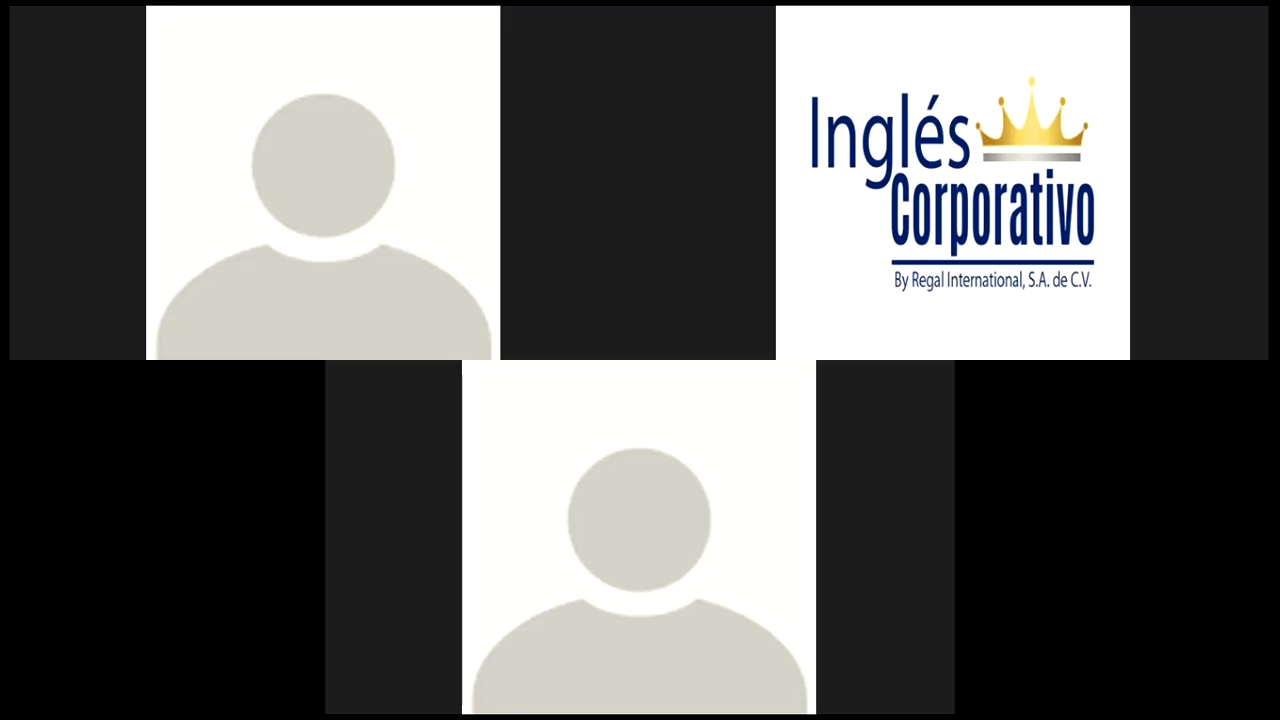 Inglés
Corporativo
By Regal International, S.A. de C.V.